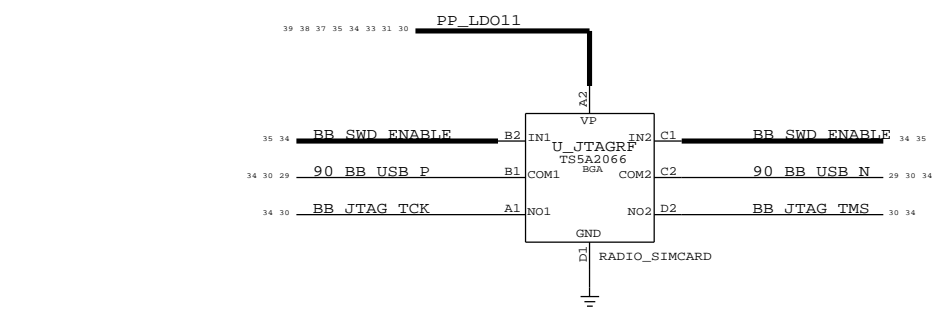 PP_LDO11
39 38 37 35 34 33 31 30
A2
VP
35 34 BB_SWD_ENABLE B2 IN1 IN2 C1 BB_SWD_ENABLE 34 35
U_JTAGRF
TS5A2066
BGA
34 30 29 90_BB_USB_P B1 COM1 COM2 C2 90_BB_USB_N 29 30 34
34 30 BB_JTAG_TCK A1 NO1 NO2 D2 BB_JTAG_TMS 30 34
GND
D1 RADIO_SIMCARD